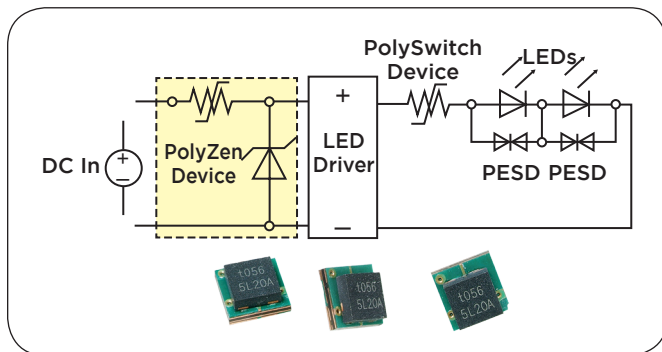 PolySwitch
Device
LEDs
+
LED
Driver
−
DC In
+
−
PolyZen
Device
PESD PESD
t056
5L20A
t056
5L20A
t056
5L20A